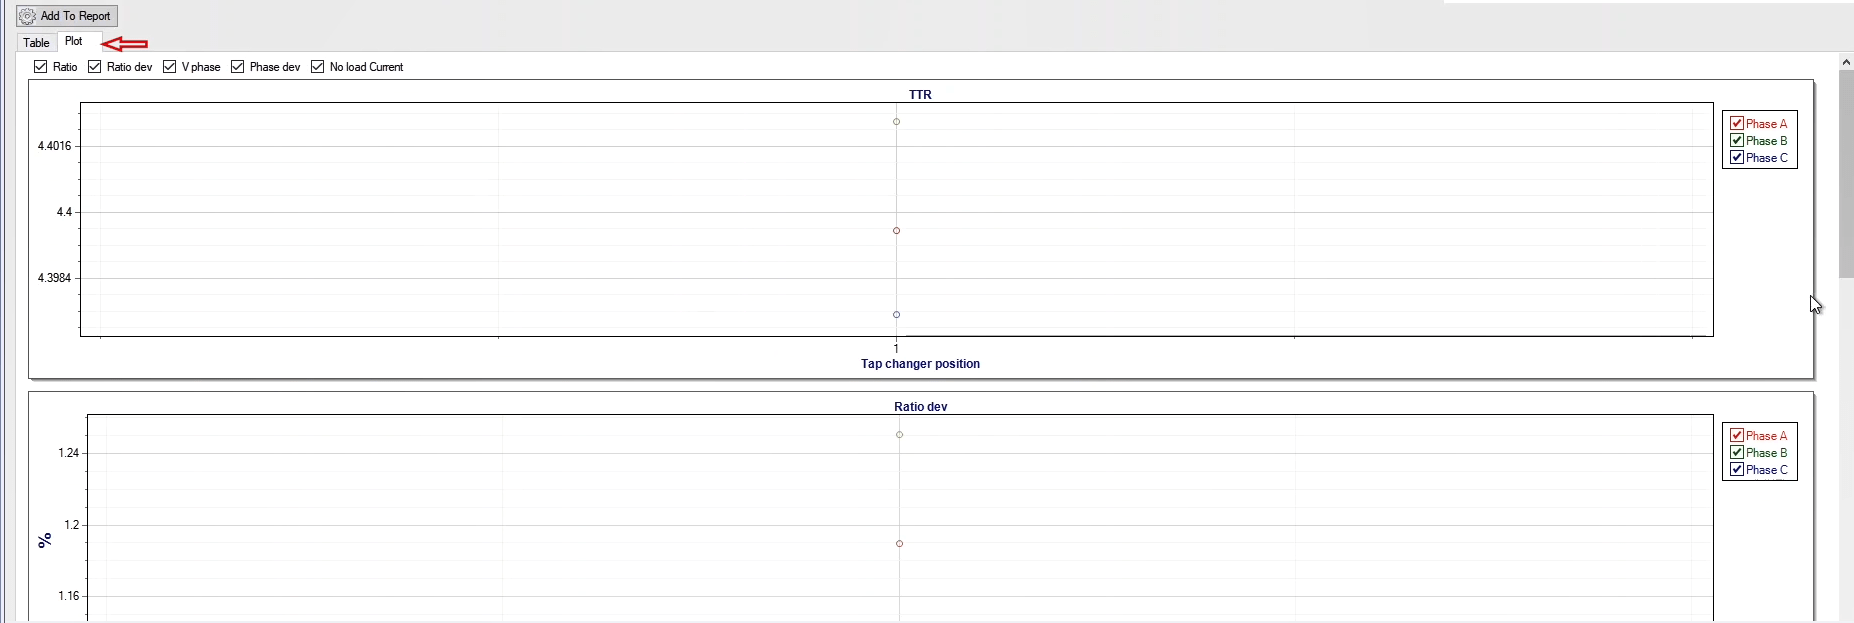 Add To Report
Table Plot
Ratio Ratio dev V phase Phase dev No load Current
TTR
4.4016
4.4
4.3984
1
Tap changer position
Phase A
Phase B
Phase C
Ratio dev
1.24
1.2
1.16
%
Phase A
Phase B
Phase C